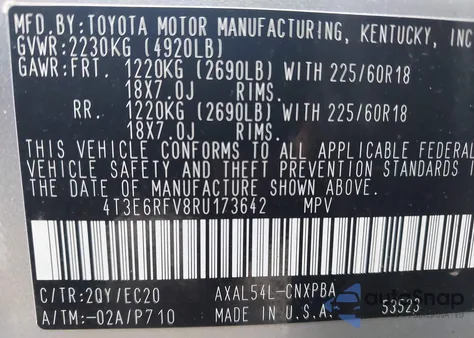 MFD.BY:TOYOTA MOTOR MANUFACTURING, KENTUCKY, INC
GVWR:2230KG (4920LB)
GAWR:FRT. 1220KG (2690LB) WITH 225/60R18
18X7.0J RIMS.
RR. 1220KG (2690LB) WITH 225/60R18
18X7.0J RIMS.
THIS VEHICLE CONFORMS TO ALL APPLICABLE FEDERAL
VEHICLE SAFETY AND THEFT PREVENTION STANDARDS IN
THE DATE OF MANUFACTURE SHOWN ABOVE.
4T3E6RFV8RU173642 MPV
C/TR:2QY/EC20 AXAL54L-CNXPBA
A/TM:-02A/P710 MADE IN U.S.A. 53523
autoSnap